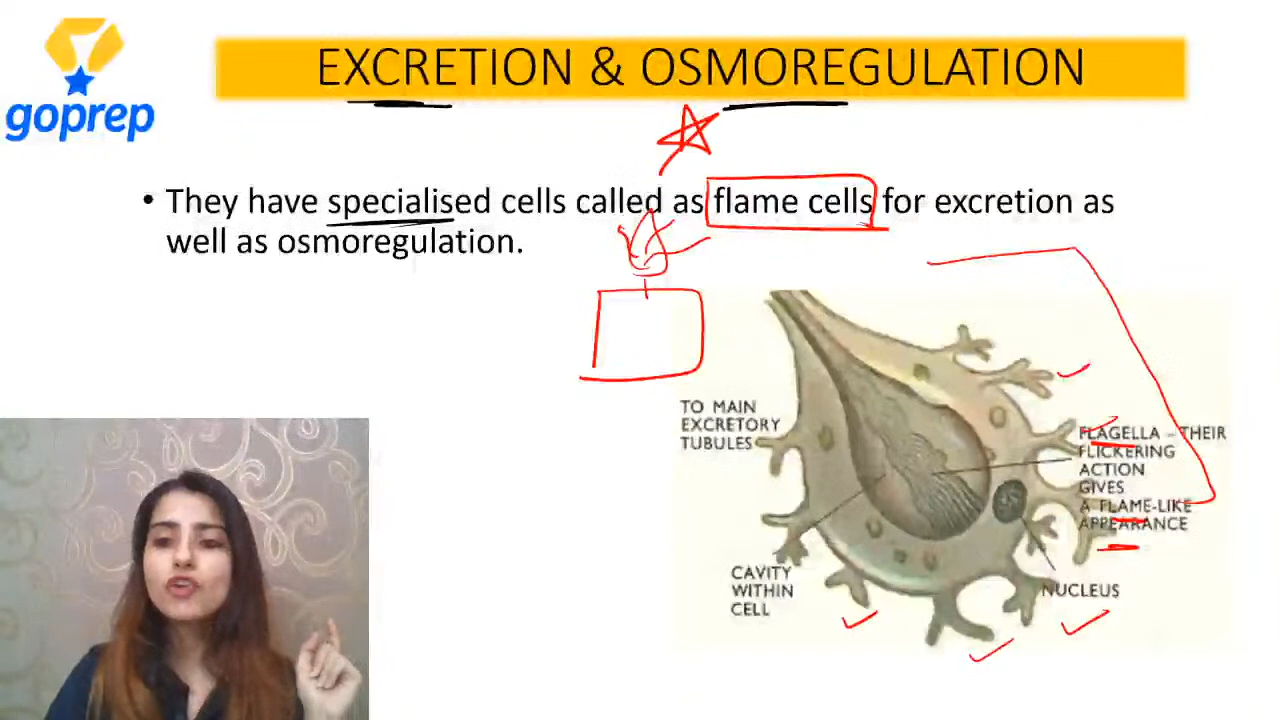 goprep
EXCRETION & OSMOREGULATION
• They have specialised cells called as flame cells for excretion as
well as osmoregulation.
TO MAIN
EXCRETORY
TUBULES
FLAGELLA – THEIR
FLICKERING
ACTION
GIVES
A FLAME-LIKE
APPEARANCE
CAVITY
WITHIN
CELL
NUCLEUS